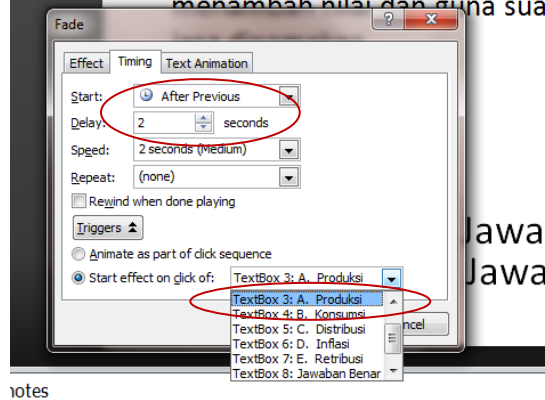 menambah nilai dan guna sua
Fade
Effect Timing Text Animation
Start: After Previous
Delay: 2 seconds
Speed: 2 seconds (Medium)
Repeat: (none)
Rewind when done playing
Triggers
Animate as part of click sequence
Start effect on click of: TextBox 3: A. Produksi
TextBox 3: A. Produksi
TextBox 4: B. Konsumsi
TextBox 5: C. Distribusi
TextBox 6: D. Inflasi
TextBox 7: E. Retribusi
TextBox 8: Jawaban Benar
ncel
Jawa
Jawa
notes